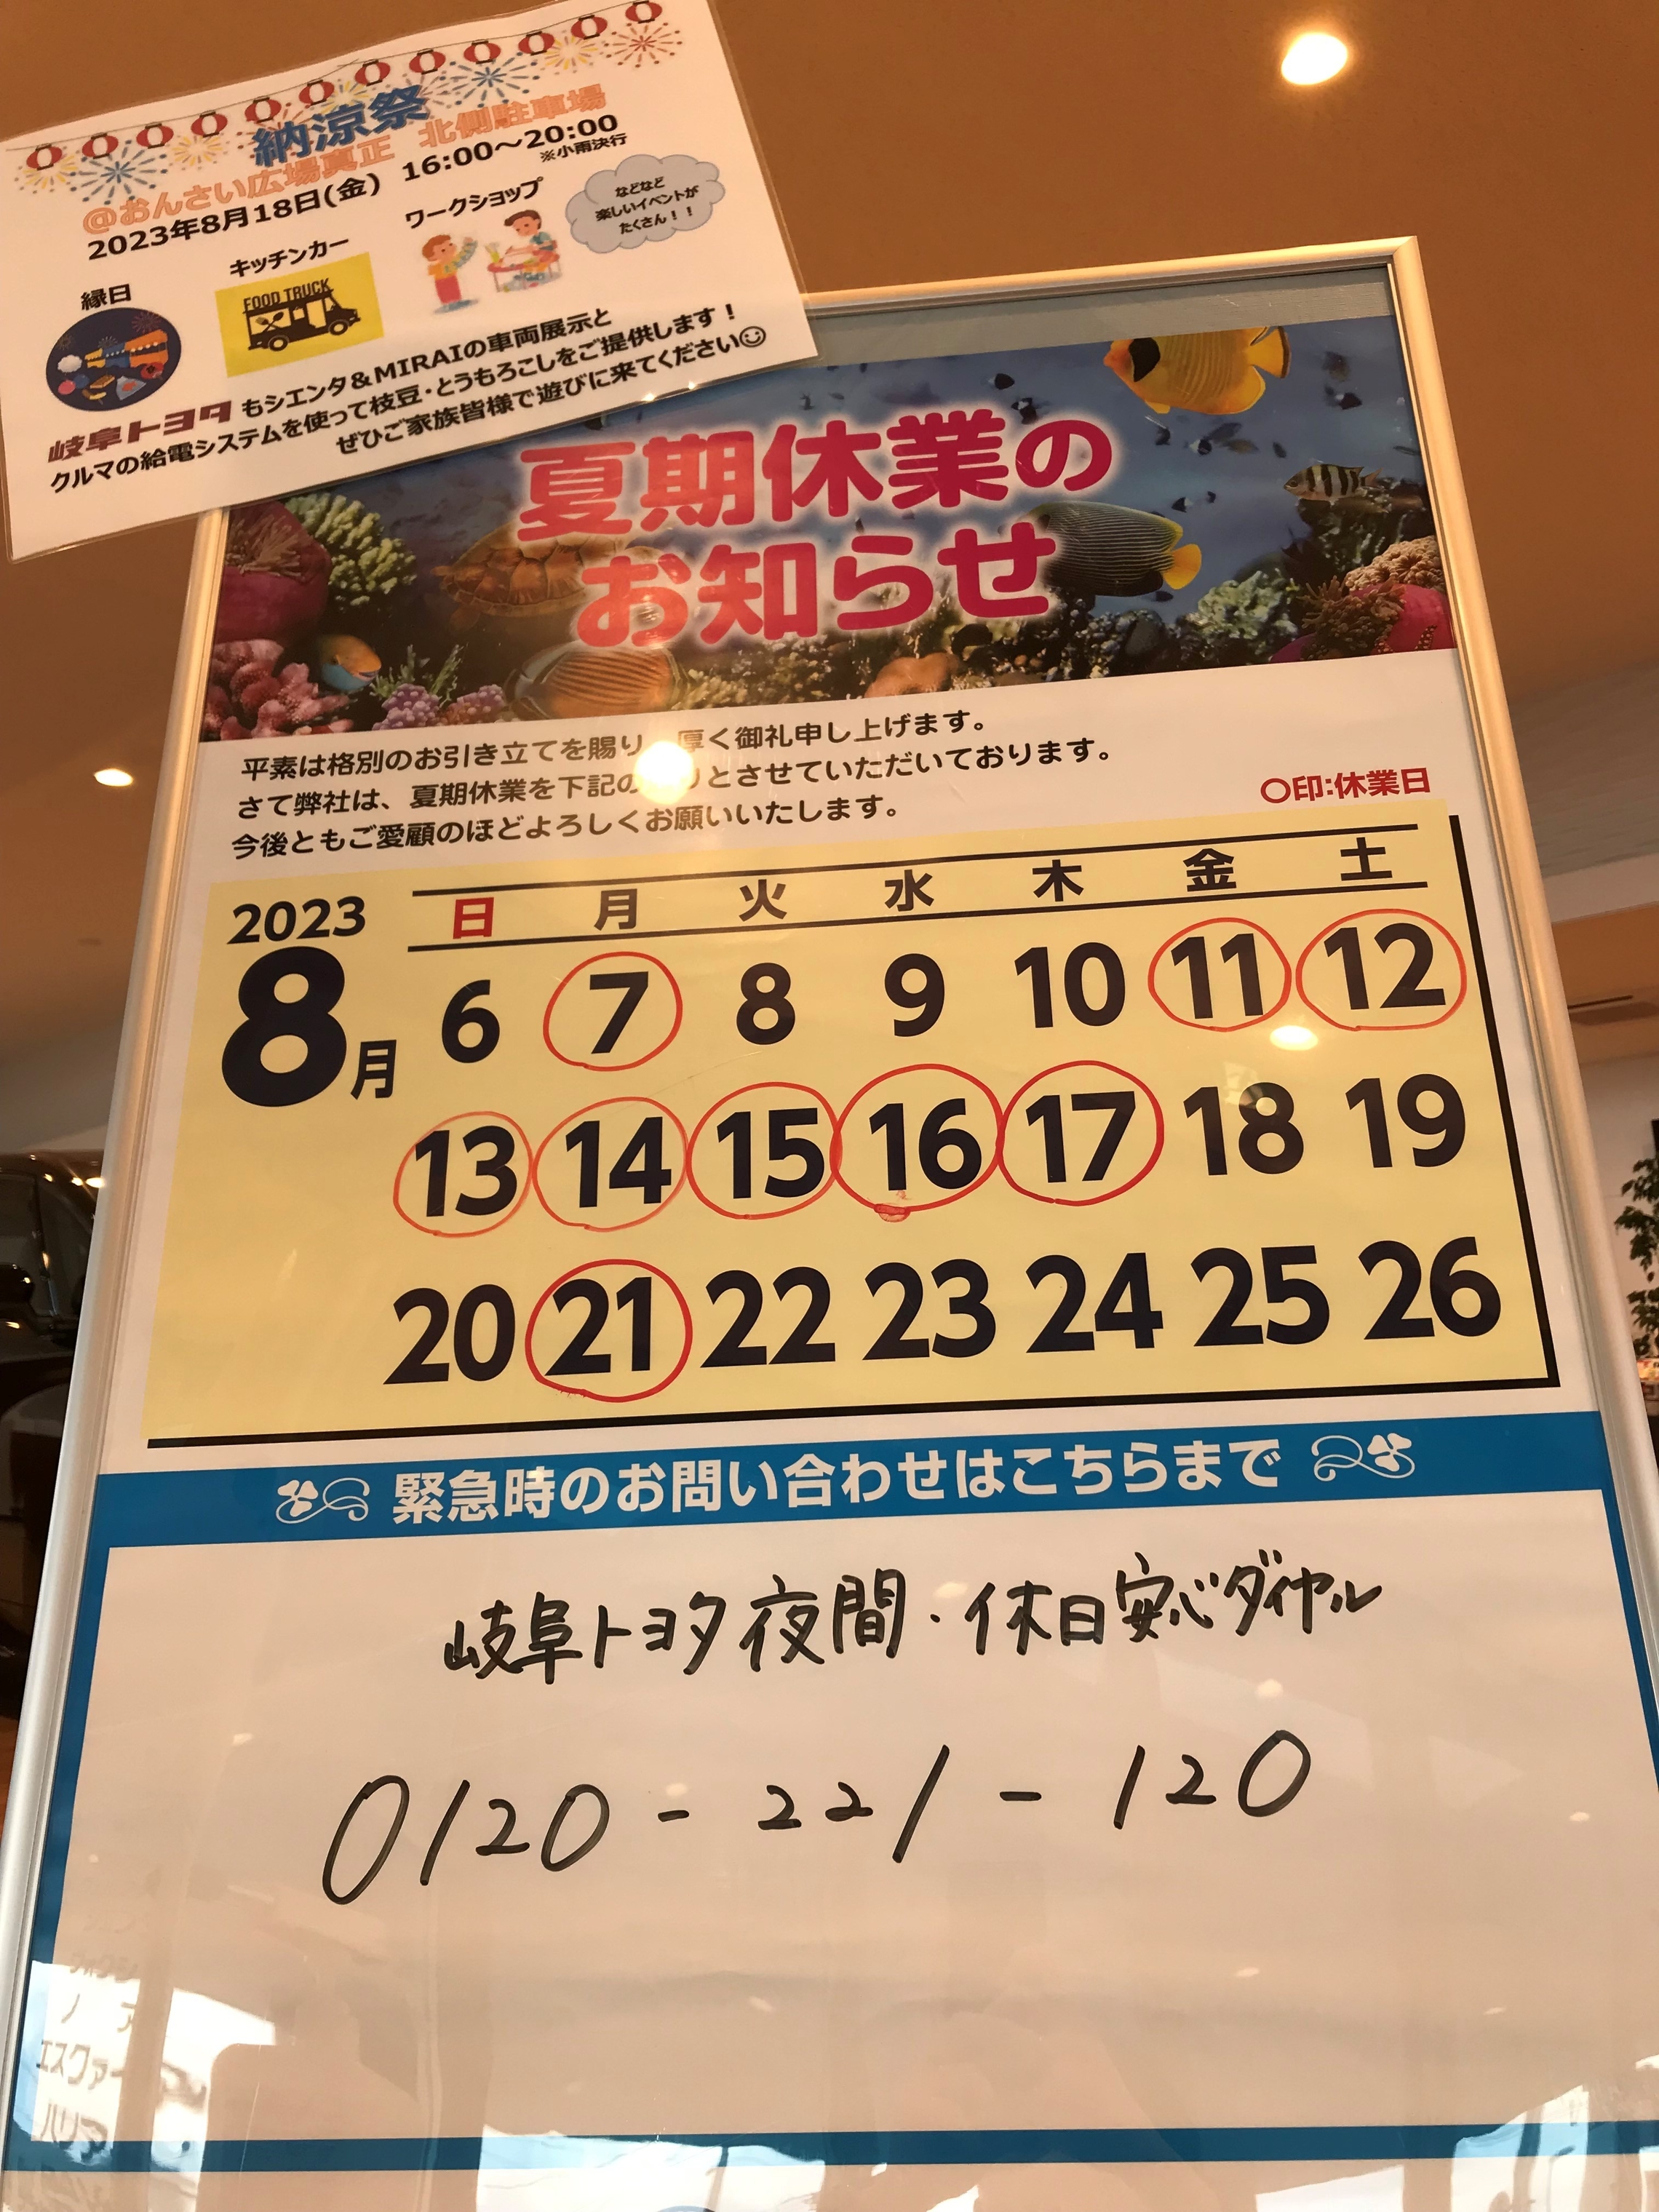 納涼祭
@おんさい広場真正 北側駐車場
2023年8月18日(金) 16:00～20:00
※小雨決行
縁日
キッチンカー
FOOD TRUCK
ワークショップ
などなど
楽しいイベントが
たくさん！！
岐阜トヨタもシエンタ＆MIRAIの車両展示と
クルマの給電システムを使って枝豆・とうもろこしをご提供します！
ぜひご家族皆様で遊びに来てください☺
夏期休業の
お知らせ
平素は格別のお引き立てを賜り 厚く御礼申し上げます。
さて弊社は、夏期休業を下記の りとさせていただいております。
今後ともご愛顧のほどよろしくお願いいたします。
〇印:休業日
2023
8月
日 月 火 水 木 金 土
6 7 8 9 10 11 12
13 14 15 16 17 18 19
20 21 22 23 24 25 26
緊急時のお問い合わせはこちらまで
岐阜トヨタ夜間・休日安心ダイヤル
0120-221-120